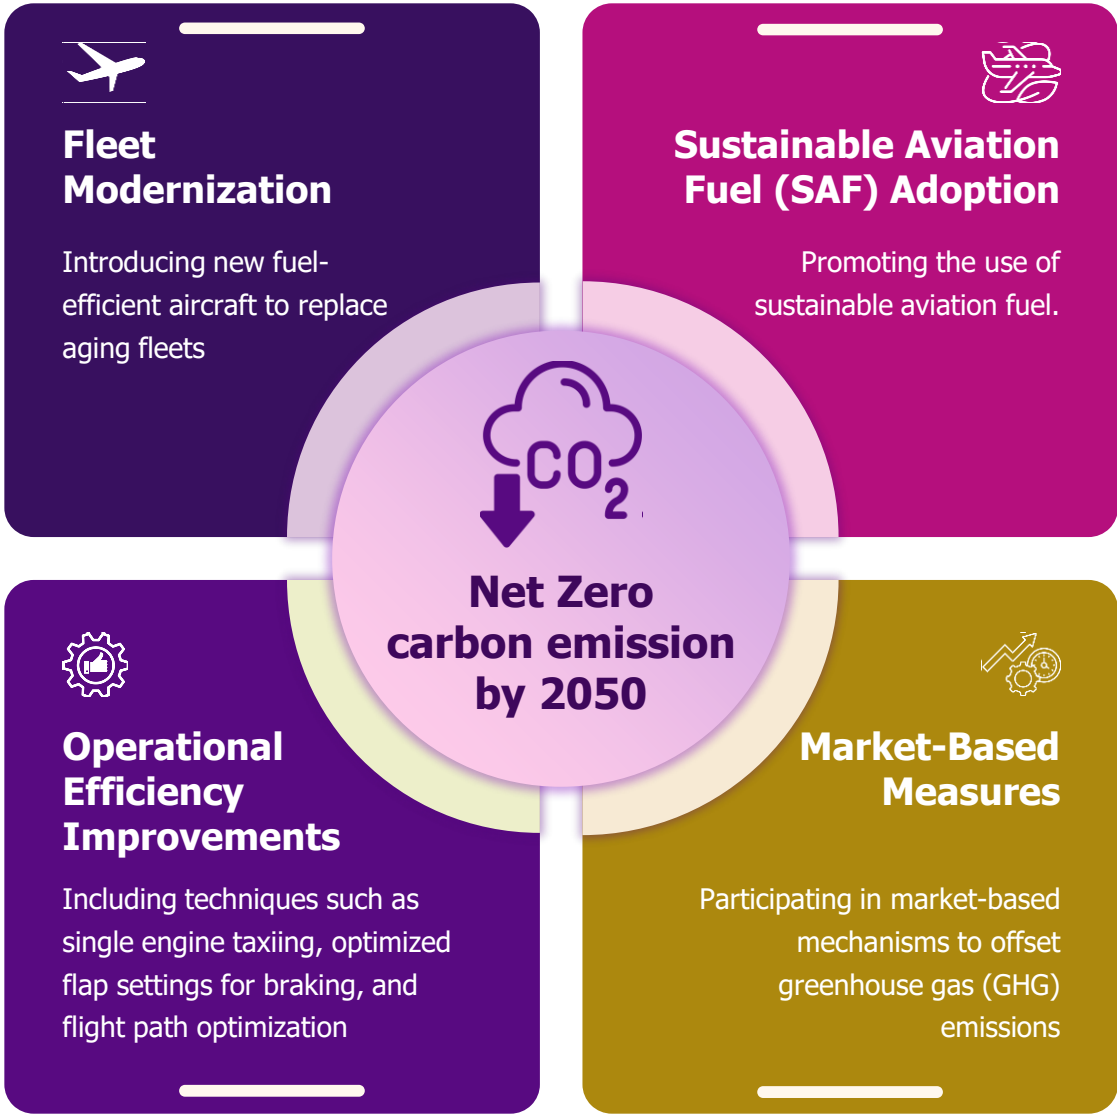 Fleet
Modernization
Introducing new fuel-
efficient aircraft to replace
aging fleets
Sustainable Aviation
Fuel (SAF) Adoption
Promoting the use of
sustainable aviation fuel.
CO2
Net Zero
carbon emission
by 2050
Operational
Efficiency
Improvements
Including techniques such as
single engine taxiing, optimized
flap settings for braking, and
flight path optimization
Market-Based
Measures
Participating in market-based
mechanisms to offset
greenhouse gas (GHG)
emissions